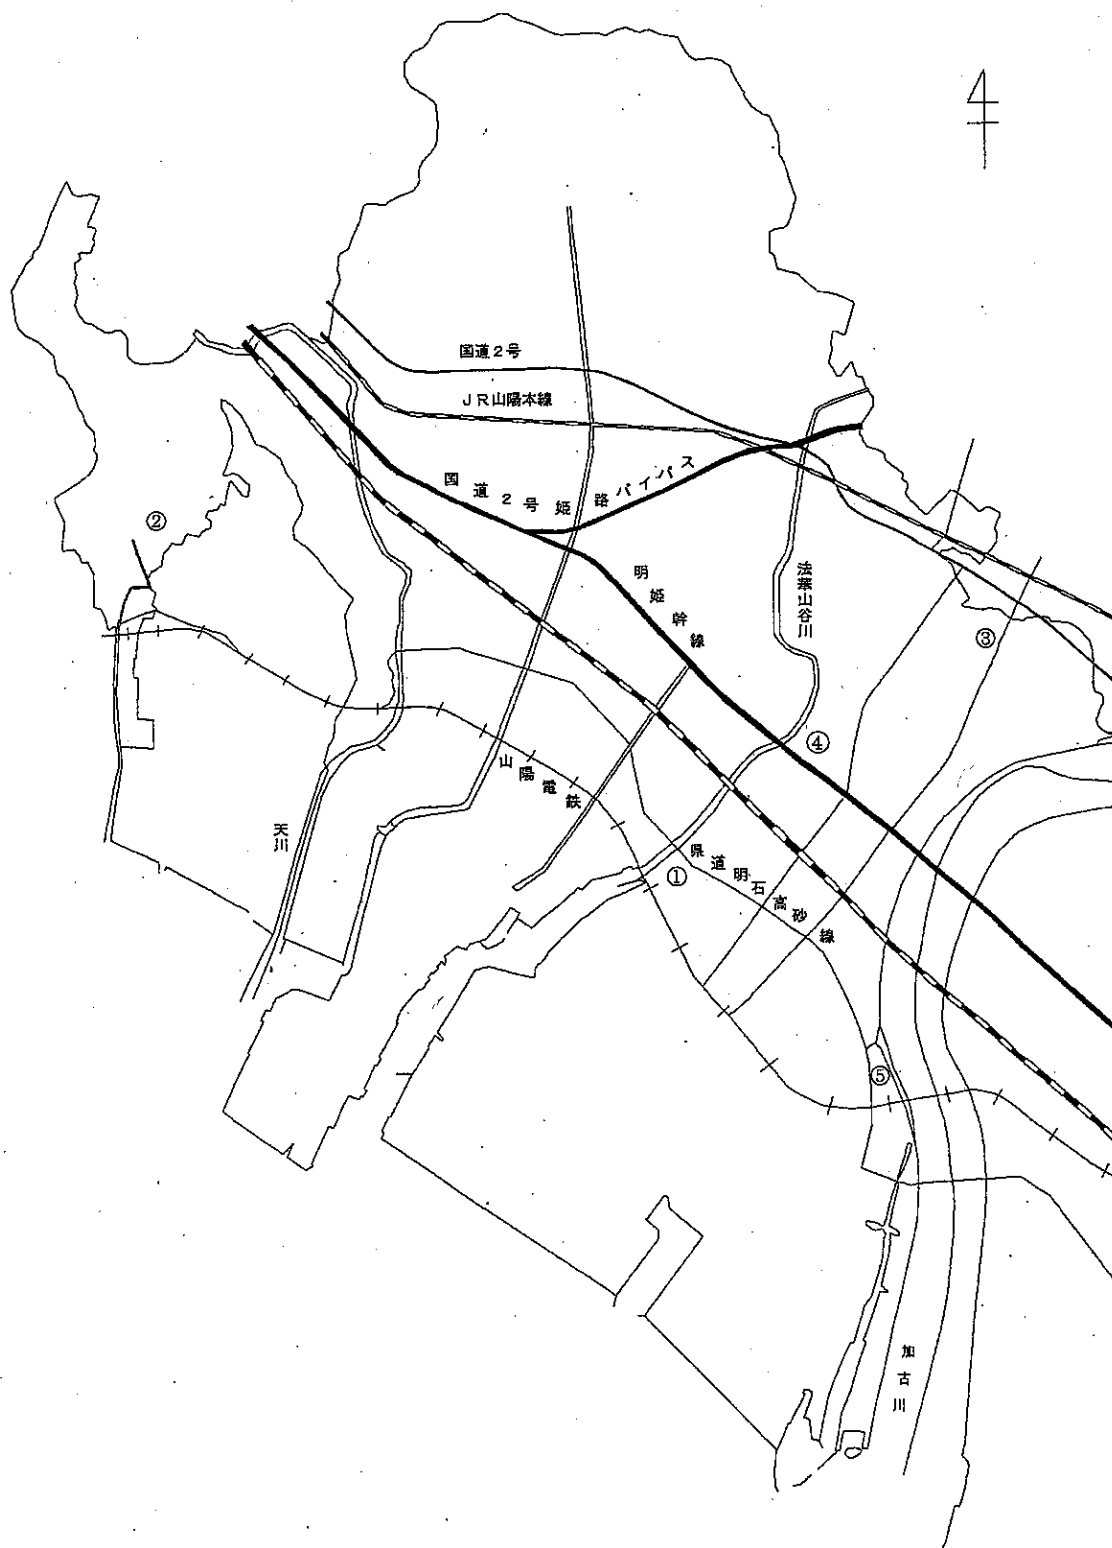 国道2号
JR山陽本線
国道2号姫路バイパス
②
明姫幹線
法華山谷川
③
④
山陽電鉄
天川
①
県道明石高砂線
⑤
加古川